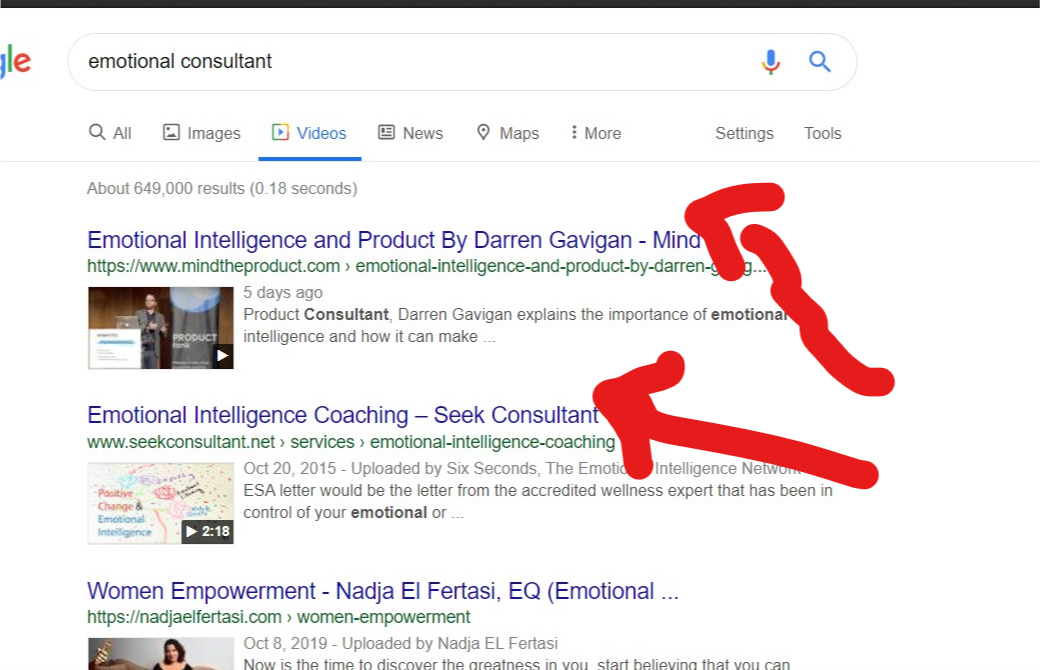 gle
emotional consultant
All Images Videos News Maps More Settings Tools
About 649,000 results (0.18 seconds)
Emotional Intelligence and Product By Darren Gavigan - Mind
https://www.mindtheproduct.com › emotional-intelligence-and-product-by-darren-g g...
5 days ago
Product Consultant, Darren Gavigan explains the importance of emotional
intelligence and how it can make ...
PRODUCT
tank
Emotional Intelligence Coaching – Seek Consultant
www.seekconsultant.net › services › emotional-intelligence-coaching
Oct 20, 2015 - Uploaded by Six Seconds, The Emotio Intelligence Network
ESA letter would be the letter from the accredited wellness expert that has been in
control of your emotional or ...
Positive
Change &
Emotional
Intelligence
2:18
Women Empowerment - Nadja El Fertasi, EQ (Emotional ...
https://nadjaelfertasi.com › women-empowerment
Oct 8, 2019 - Uploaded by Nadja EL Fertasi
Now is the time to discover the greatness in you, start believing that you can